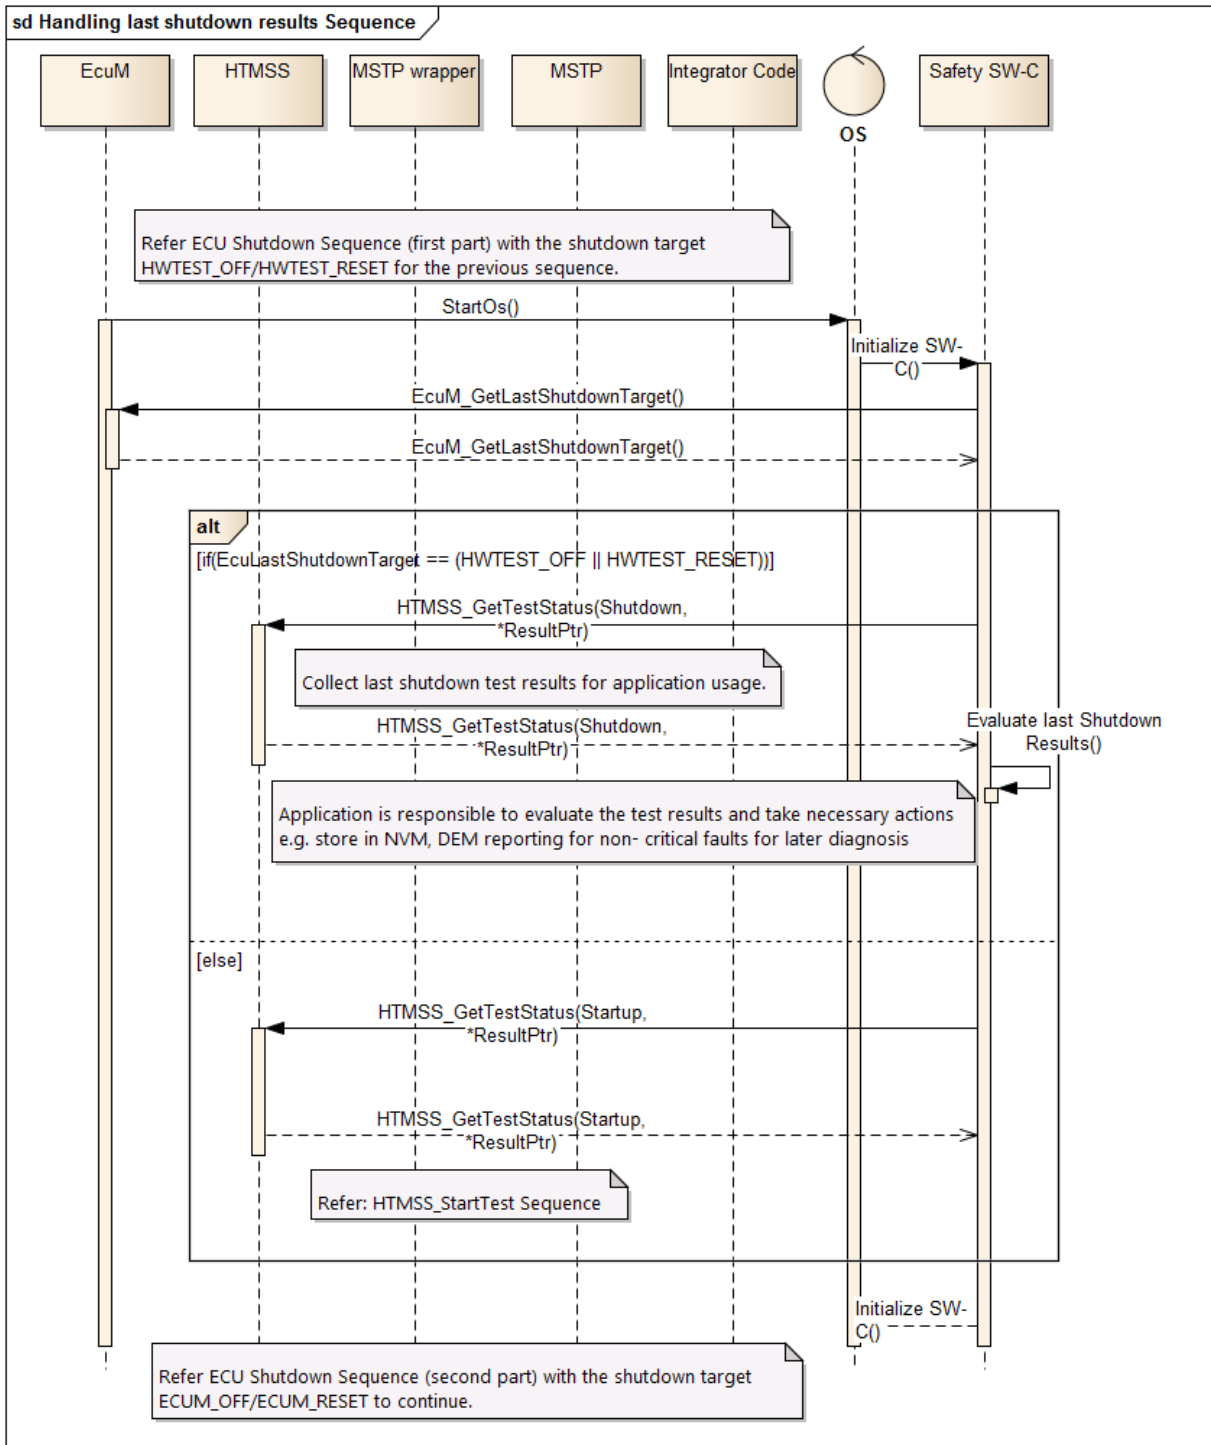 sd Handling last shutdown results Sequence
EcuM
HTMSS
MSTP wrapper
MSTP
Integrator Code
Safety SW-C
OS
Refer ECU Shutdown Sequence (first part) with the shutdown target
HWTEST_OFF/HWTEST_RESET for the previous sequence.
StartOs()
Initialize SW-
C()
EcuM_GetLastShutdownTarget()
EcuM_GetLastShutdownTarget()
alt
[if(EcuLastShutdownTarget == (HWTEST_OFF || HWTEST_RESET))]
HTMSS_GetTestStatus(Shutdown,
*ResultPtr)
Collect last shutdown test results for application usage.
HTMSS_GetTestStatus(Shutdown,
*ResultPtr)
Evaluate last Shutdown
Results()
Application is responsible to evaluate the test results and take necessary actions
e.g. store in NVM, DEM reporting for non- critical faults for later diagnosis
[else]
HTMSS_GetTestStatus(Startup,
*ResultPtr)
HTMSS_GetTestStatus(Startup,
*ResultPtr)
Refer: HTMSS_StartTest Sequence
Initialize SW-
C()
Refer ECU Shutdown Sequence (second part) with the shutdown target
ECUM_OFF/ECUM_RESET to continue.